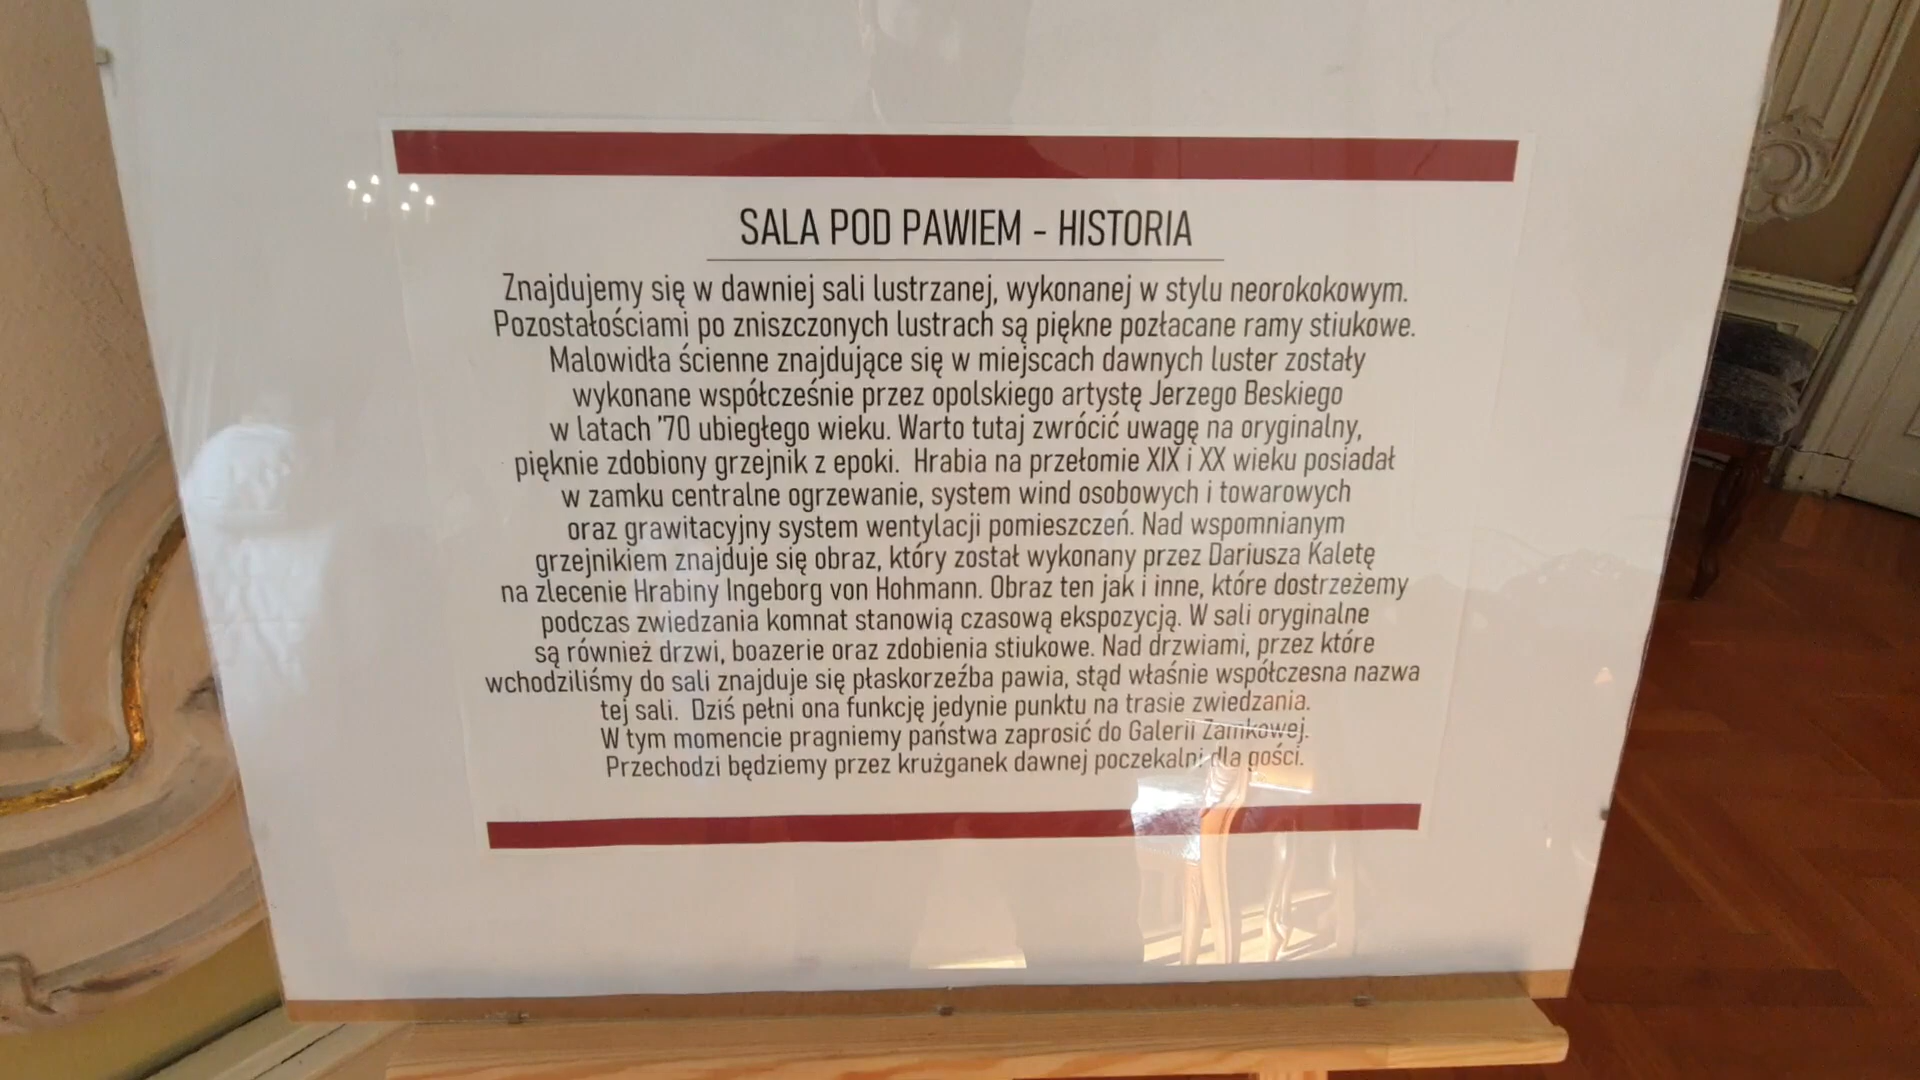 SALA POD PAWIEM - HISTORIA
Znajdujemy się w dawniej sali lustrzanej, wykonanej w stylu neorokokowym.
Pozostałościami po zniszczonych lustrach są piękne pozłacane ramy stiukowe.
Malowidła ścienne znajdujące się w miejscach dawnych luster zostały
wykonane współcześnie przez opolskiego artystę Jerzego Beskiego
w latach '70 ubiegłego wieku. Warto tutaj zwrócić uwagę na oryginalny,
pięknie zdobiony grzejnik z epoki. Hrabia na przełomie XIX i XX wieku posiadał
w zamku centralne ogrzewanie, system wind osobowych i towarowych
oraz grawitacyjny system wentylacji pomieszczeń. Nad wspomnianym
grzejnikiem znajduje się obraz, który został wykonany przez Dariusza Kaletę
na zlecenie Hrabiny Ingeborg von Hohmann. Obraz ten jak i inne, które dostrzeżemy
podczas zwiedzania komnat stanowią czasową ekspozycją. W sali oryginalne
są również drzwi, boazerie oraz zdobienia stiukowe. Nad drzwiami, przez które
wchodziliśmy do sali znajduje się płaskorzeźba pawia, stąd właśnie współczesna nazwa
tej sali. Dziś pełni ona funkcję jedynie punktu na trasie zwiedzania.
W tym momencie pragniemy państwa zaprosić do Galerii Zamkowej.
Przechodzi będziemy przez krużganek dawnej poczekalni dla gości.